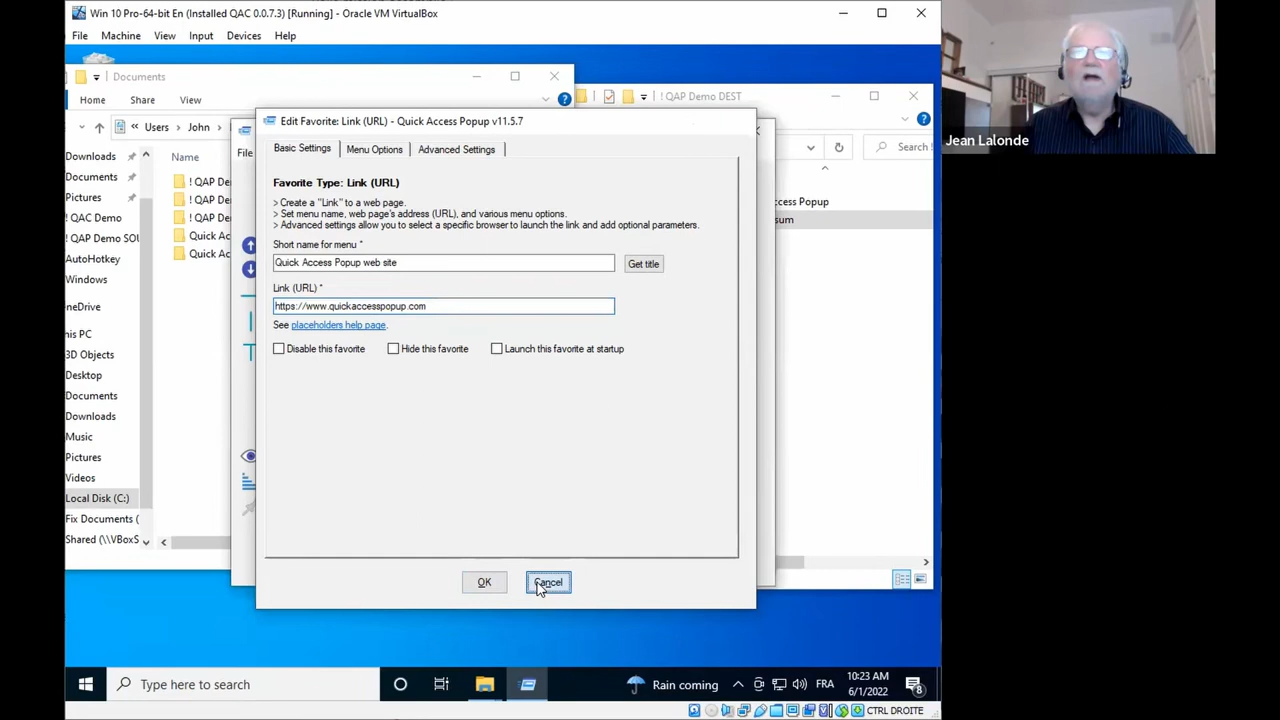 Win 10 Pro-64-bit En (Installed QAC 0.0.7.3) [Running] - Oracle VM VirtualBox
File Machine View Input Devices Help
Documents
Home Share View
Users John
! QAP Demo DEST
Search
Downloads
Documents
Pictures
! QAC Demo
! QAP Demo SOU
AutoHotkey
Windows
neDrive
his PC
3D Objects
Desktop
Documents
Downloads
Music
Pictures
Videos
Local Disk (C:)
Fix Documents (
Shared (\\VBoxS
Name
! QAP De
! QAP De
! QAP De
Quick Ac
Quick Ac
File
Edit Favorite: Link (URL) - Quick Access Popup v11.5.7
Basic Settings Menu Options Advanced Settings
Favorite Type: Link (URL)
> Create a "Link" to a web page.
> Set menu name, web page's address (URL), and various menu options.
> Advanced settings allow you to select a specific browser to launch the link and add optional parameters.
Short name for menu *
Quick Access Popup web site
Get title
Link (URL) *
https://www.quickaccesspopup.com
See placeholders help page.
Disable this favorite Hide this favorite Launch this favorite at startup
OK Cancel
ess Popup
sum
Type here to search
Rain coming
FRA
10:23 AM
6/1/2022
8
CTRL DROITE
Jean Lalonde